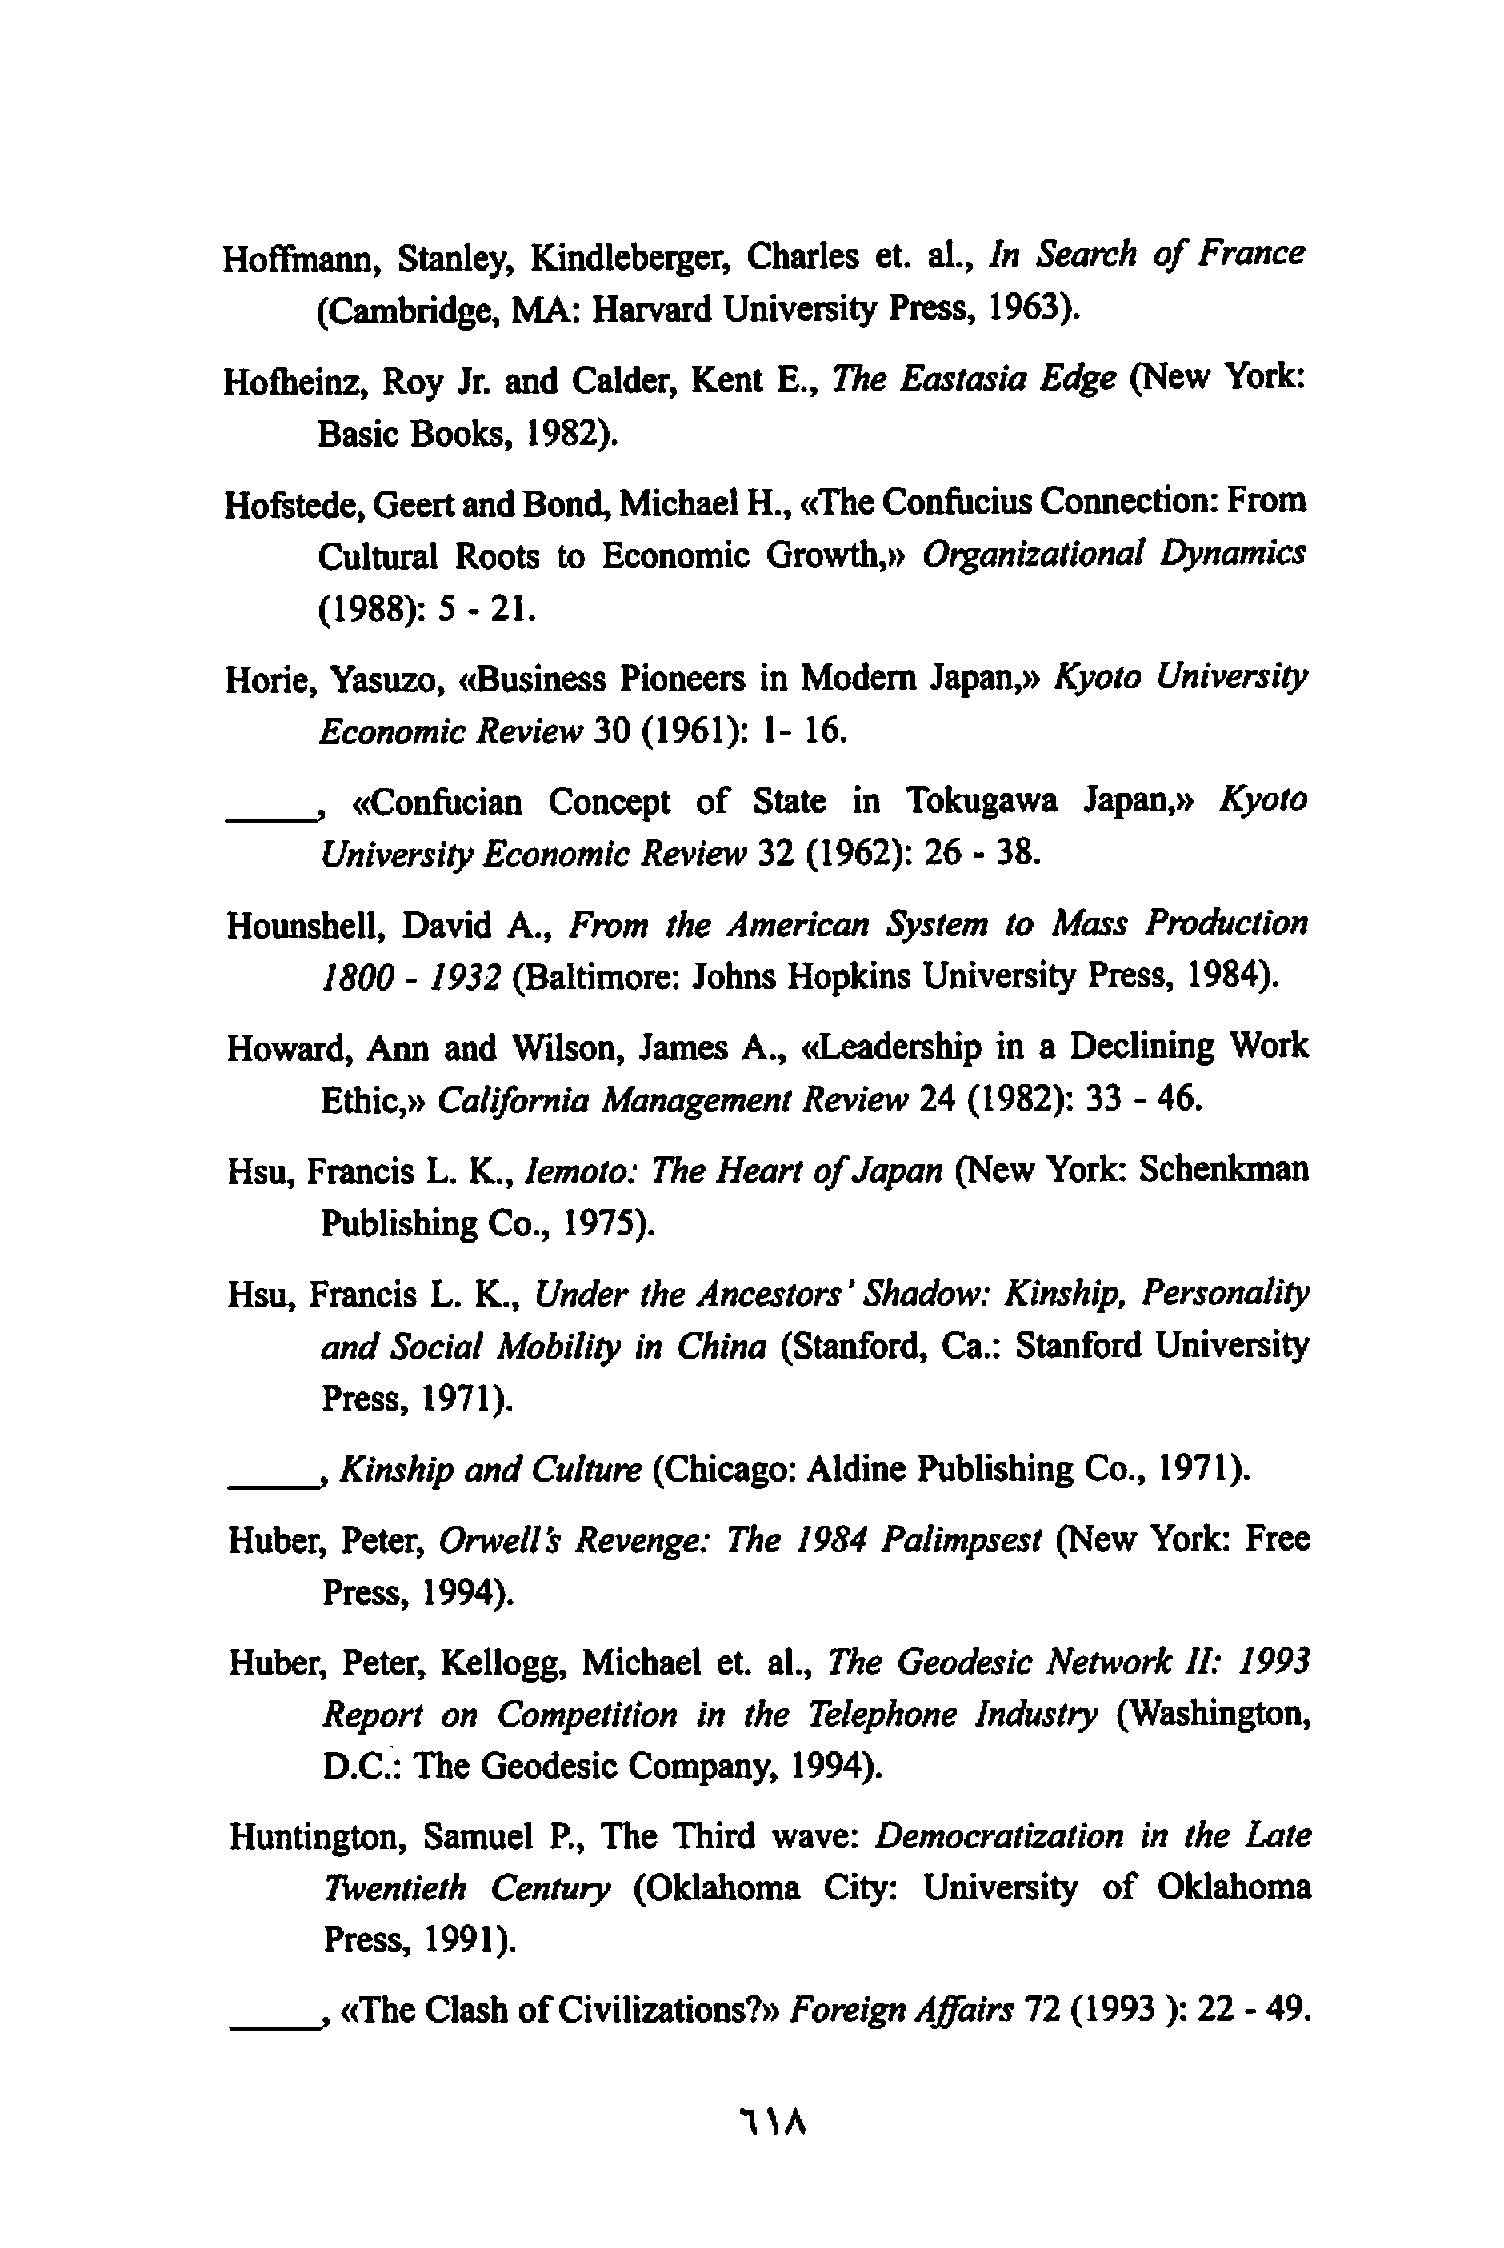 Hoffmann, Stanley, Kindleberger, Charles et. al., In Search of France
(Cambridge, MA: Harvard University Press, 1963).
Hofheinz, Roy Jr. and Calder, Kent E., The Eastasia Edge (New York:
Basic Books, 1982).
Hofstede, Geert and Bond, Michael H., «The Confucius Connection: From
Cultural Roots to Economic Growth,» Organizational Dynamics
(1988): 5 - 21.
Horie, Yasuzo, «Business Pioneers in Modern Japan,» Kyoto University
Economic Review 30 (1961): 1- 16.
_____, «Confucian Concept of State in Tokugawa Japan,» Kyoto
University Economic Review 32 (1962): 26 - 38.
Hounshell, David A., From the American System to Mass Production
1800 - 1932 (Baltimore: Johns Hopkins University Press, 1984).
Howard, Ann and Wilson, James A., «Leadership in a Declining Work
Ethic,» California Management Review 24 (1982): 33 - 46.
Hsu, Francis L. K., Iemoto: The Heart of Japan (New York: Schenkman
Publishing Co., 1975).
Hsu, Francis L. K., Under the Ancestors' Shadow: Kinship, Personality
and Social Mobility in China (Stanford, Ca.: Stanford University
Press, 1971).
_____, Kinship and Culture (Chicago: Aldine Publishing Co., 1971).
Huber, Peter, Orwell's Revenge: The 1984 Palimpsest (New York: Free
Press, 1994).
Huber, Peter, Kellogg, Michael et. al., The Geodesic Network II: 1993
Report on Competition in the Telephone Industry (Washington,
D.C.: The Geodesic Company, 1994).
Huntington, Samuel P., The Third wave: Democratization in the Late
Twentieth Century (Oklahoma City: University of Oklahoma
Press, 1991).
_____, «The Clash of Civilizations?» Foreign Affairs 72 (1993 ): 22 - 49.
٦١٨